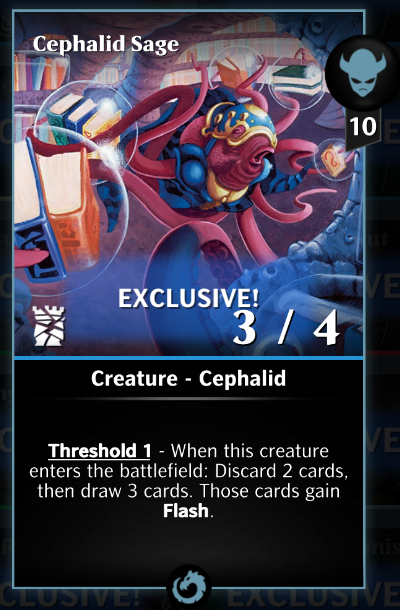 Cephalid Sage
10
EXCLUSIVE!
3 / 4
Creature - Cephalid
Threshold 1 - When this creature
enters the battlefield: Discard 2 cards,
then draw 3 cards. Those cards gain
Flash.